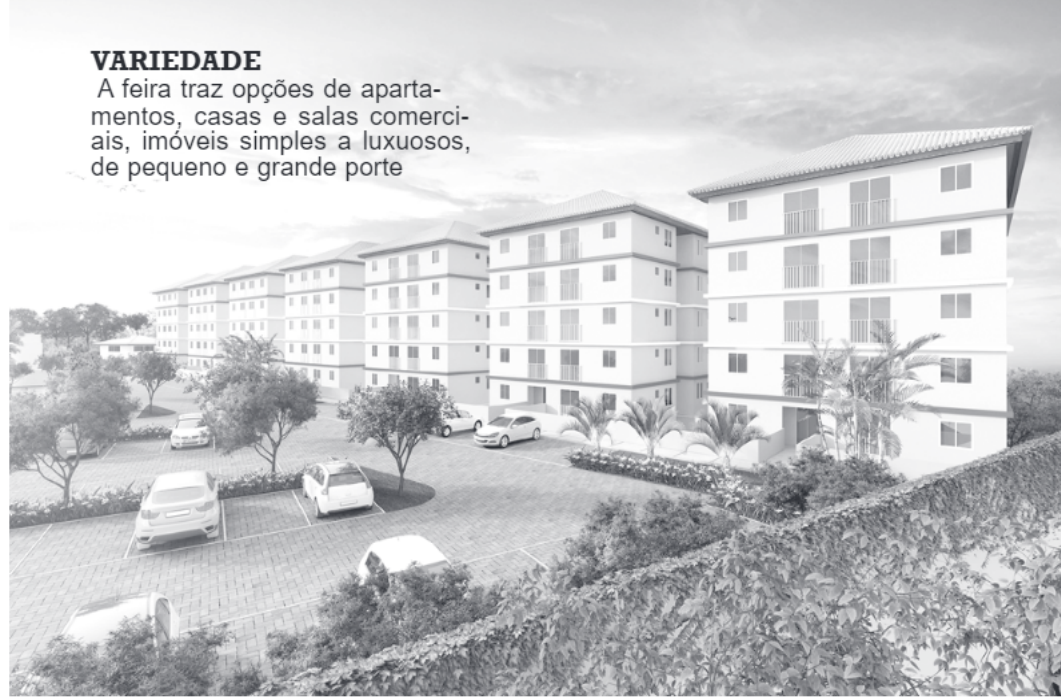 VARIEDADE
A feira traz opções de aparta-
mentos, casas e salas comerci-
ais, imóveis simples a luxuosos,
de pequeno e grande porte